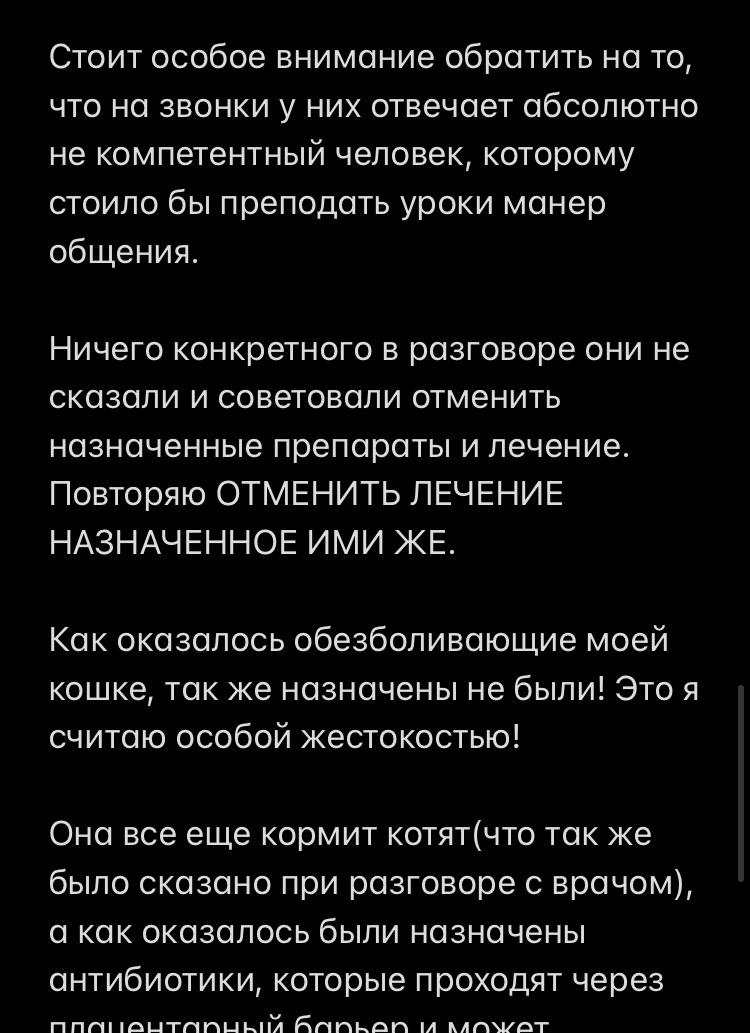 Стоит особое внимание обратить на то,
что на звонки у них отвечает абсолютно
не компетентный человек, которому
стоило бы преподать уроки манер
общения.
Ничего конкретного в разговоре они не
сказали и советовали отменить
назначенные препараты и лечение.
Повторяю ОТМЕНИТЬ ЛЕЧЕНИЕ
НАЗНАЧЕННОЕ ИМИ ЖЕ.
Как оказалось обезболивающие моей
кошке, так же назначены не были! Это я
считаю особой жестокостью!
Она все еще кормит котят(что так же
было сказано при разговоре с врачом),
а как оказалось были назначены
антибиотики, которые проходят через
плацентарный барьер и может